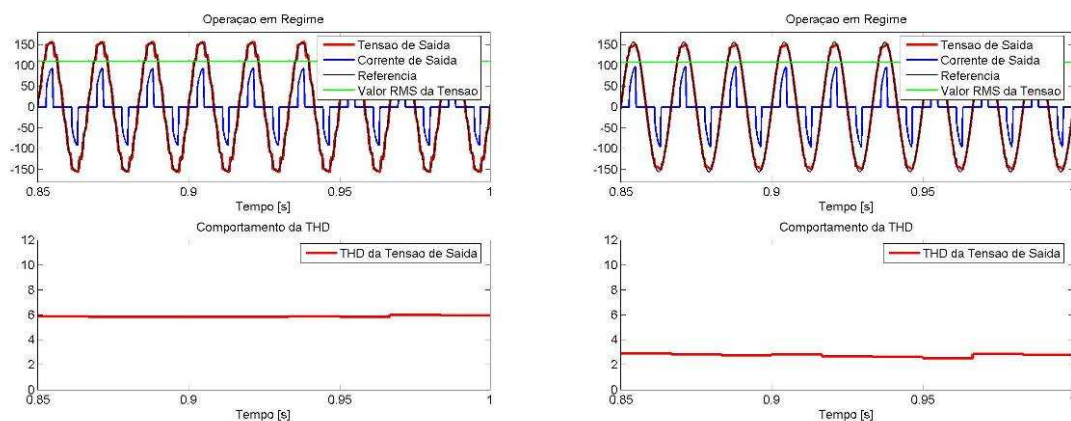 Operaçao em Regime
150
100
50
0
-50
-100
-150
Tensao de Saida
Corrente de Saida
Referencia
Valor RMS da Tensao
0.85
0.9
0.95
1
Tempo [s]
Comportamento da THD
12
10
8
6
4
2
0
THD da Tensao de Saida
0.85
0.9
0.95
1
Tempo [s]
Operaçao em Regime
150
100
50
0
-50
-100
-150
Tensao de Saida
Corrente de Saida
Referencia
Valor RMS da Tensao
0.85
0.9
0.95
1
Tempo [s]
Comportamento da THD
12
10
8
6
4
2
0
THD da Tensao de Saida
0.85
0.9
0.95
1
Tempo [s]